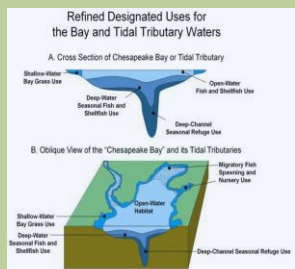 Refined Designated Uses for
the Bay and Tidal Tributary Waters
A. Cross Section of Chesapeake Bay or Tidal Tributary
Shallow-Water
Bay Grass Use
Open-Water
Fish and Shellfish Use
Deep-Water
Seasonal Fish and
Shellfish Use
Deep-Channel
Seasonal Refuge Use
B. Oblique View of the "Chesapeake Bay" and its Tidal Tributaries
Migratory Fish
Spawning and
Nursery Use
Open-Water
Habitat
Shallow-Water
Bay Grass Use
Deep-Water
Seasonal Fish and
Shellfish Use
Deep-Channel Seasonal Refuge Use